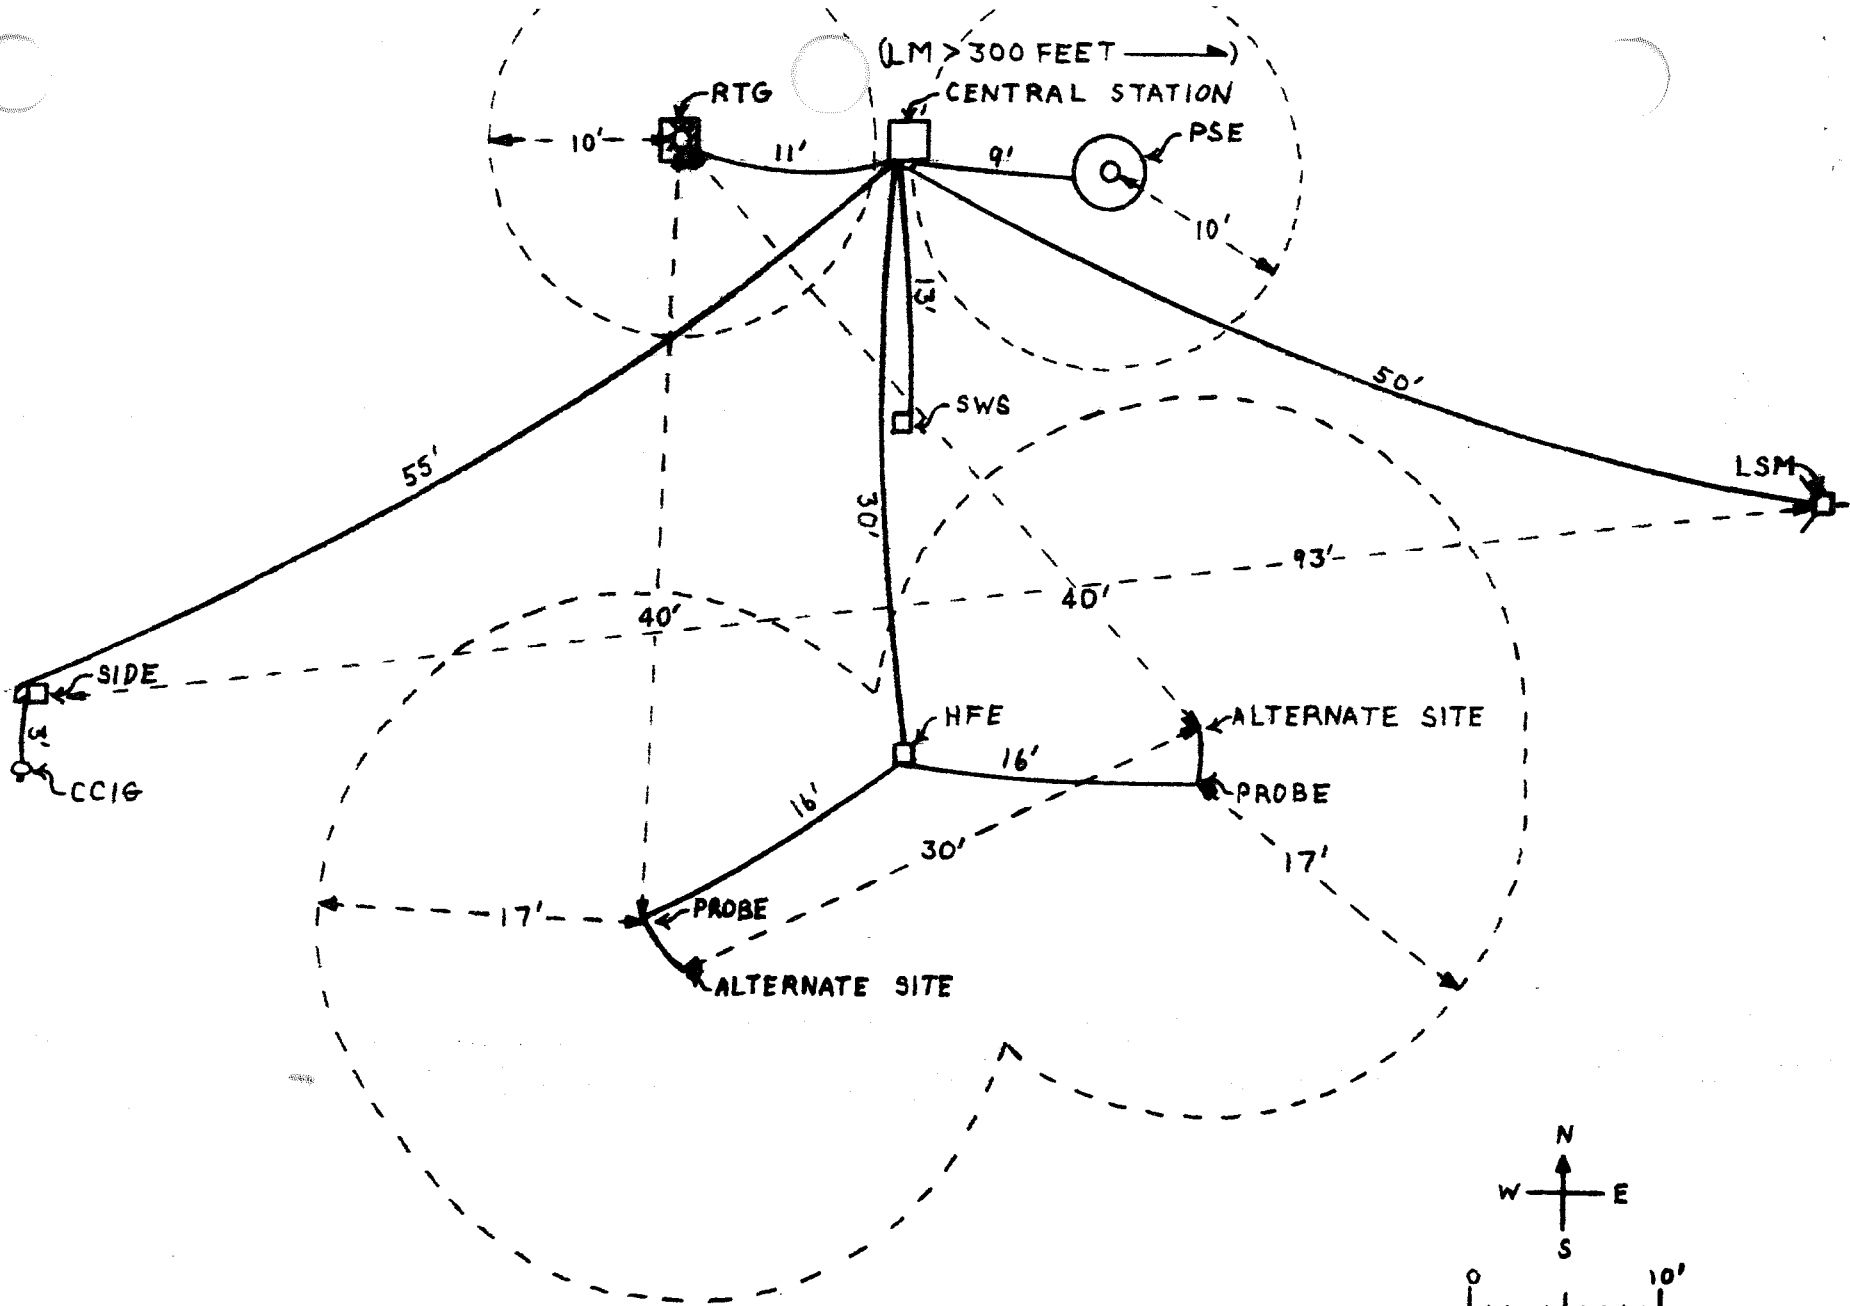 (LM > 300 FEET →)
RTG
CENTRAL STATION
PSE
10'
11'
9'
10'
13'
50'
SWS
55'
LSM
30'
93'
40'
40'
SIDE
HFE
ALTERNATE SITE
3'
16'
CCIG
PROBE
16'
30'
17'
17'
PROBE
ALTERNATE SITE
N
W E
S
0 10'